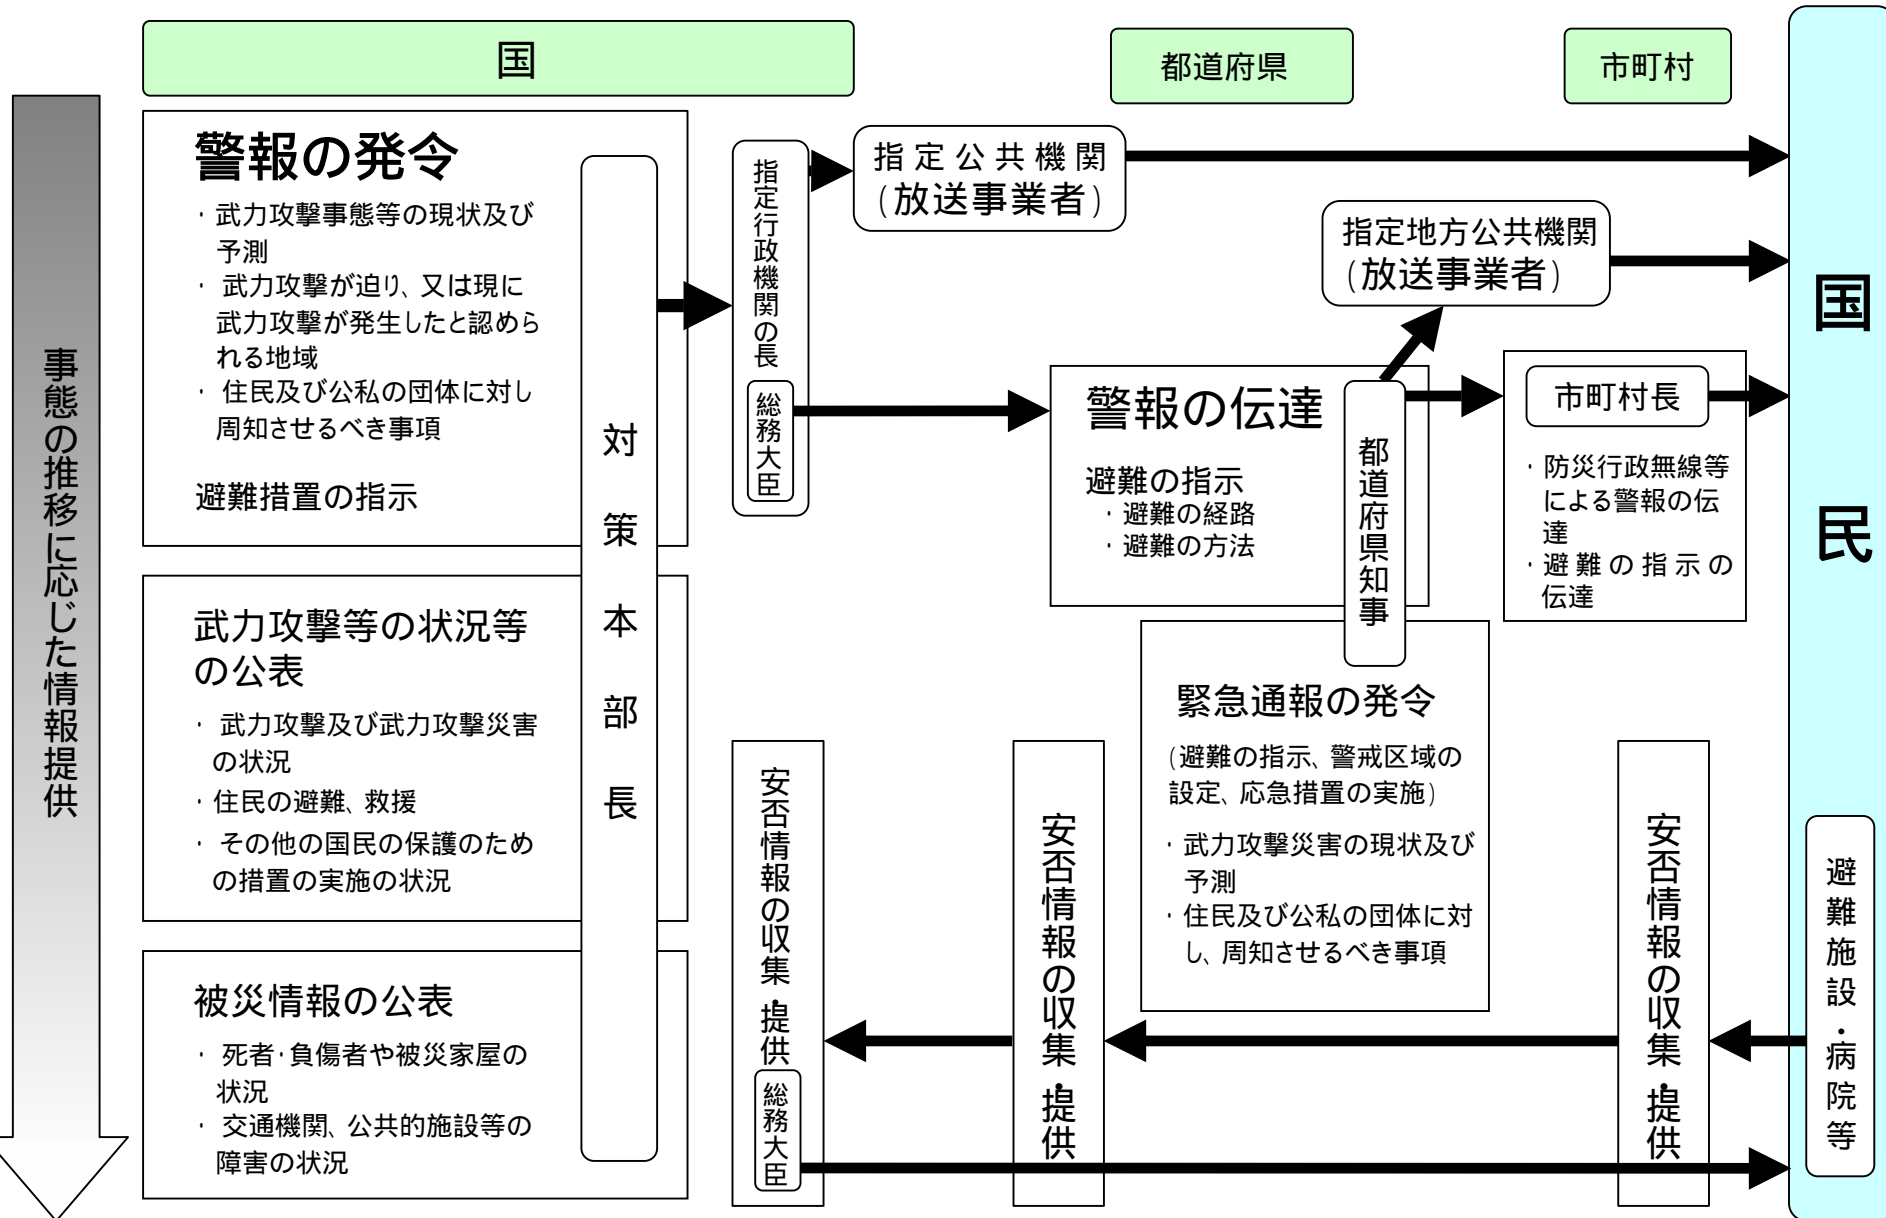 国
都道府県
市町村
事態の推移に応じた情報提供
警報の発令
・武力攻撃事態等の現状及び
予測
・ 武力攻撃が迫り、又は現に
武力攻撃が発生したと認めら
れる地域
・ 住民及び公私の団体に対し
周知させるべき事項
避難措置の指示
武力攻撃等の状況等
の公表
・ 武力攻撃及び武力攻撃災害
の状況
・住民の避難、救援
・ その他の国民の保護のため
の措置の実施の状況
被災情報の公表
・ 死者・負傷者や被災家屋の
状況
・ 交通機関、公共的施設等の
障害の状況
対策本部長
指定行政機関の長
総務大臣
指定公共機関
(放送事業者)
指定地方公共機関
(放送事業者)
警報の伝達
避難の指示
・避難の経路
・避難の方法
都道府県知事
市町村長
・防災行政無線等
による警報の伝
達
・避難の指示の
伝達
緊急通報の発令
(避難の指示、警戒区域の
設定、応急措置の実施)
・武力攻撃災害の現状及び
予測
・住民及び公私の団体に対
し、周知させるべき事項
安否情報の収集・提供
総務大臣
安否情報の収集・提供
安否情報の収集・提供
国民
避難施設・病院等